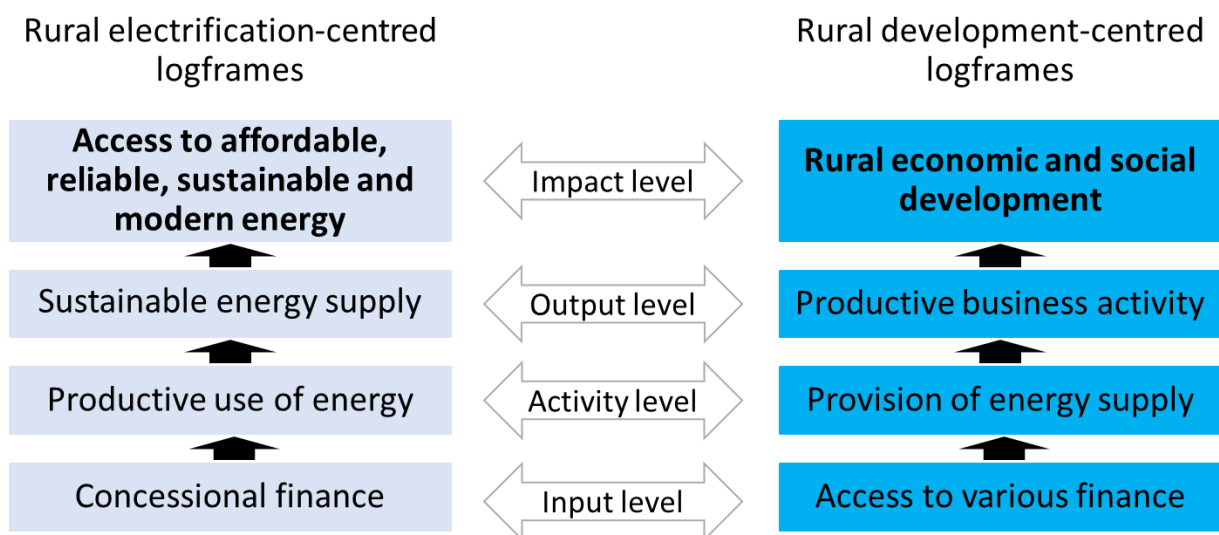 Rural electrification-centred
logframes
Rural development-centred
logframes
Access to affordable,
reliable, sustainable and
modern energy
Impact level
Rural economic and social
development
Sustainable energy supply
Output level
Productive business activity
Productive use of energy
Activity level
Provision of energy supply
Concessional finance
Input level
Access to various finance